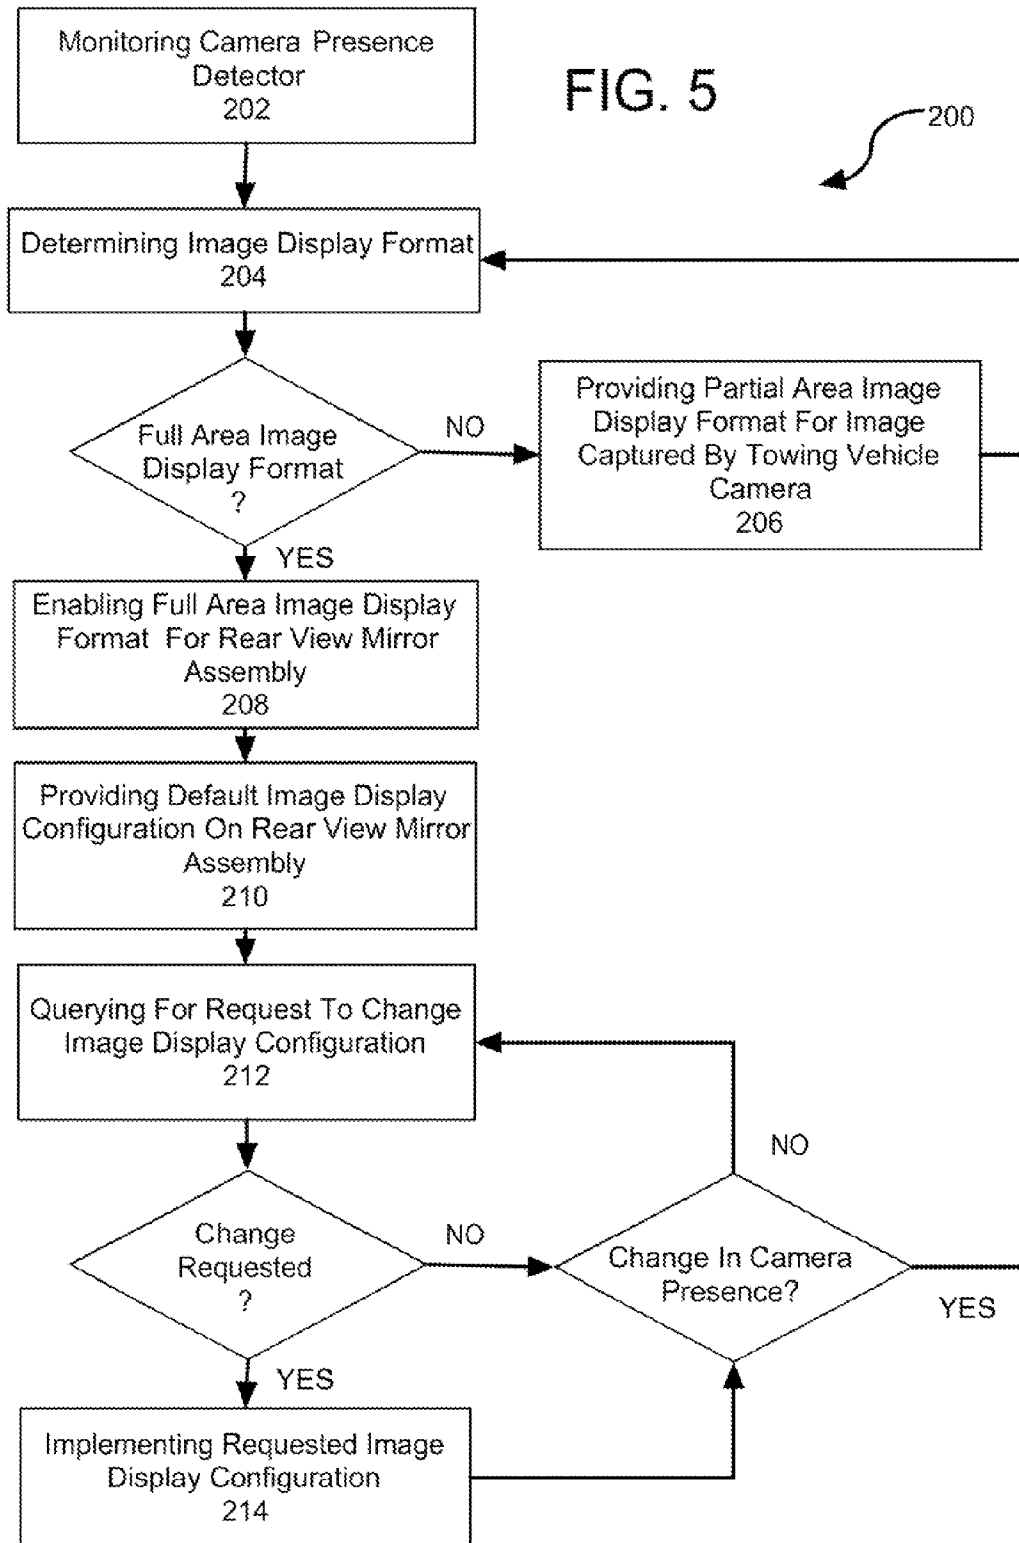 Monitoring Camera Presence
Detector
202
FIG. 5
200
Determining Image Display Format
204
Full Area Image
Display Format
?
NO
Providing Partial Area Image
Display Format For Image
Captured By Towing Vehicle
Camera
206
YES
Enabling Full Area Image Display
Format For Rear View Mirror
Assembly
208
Providing Default Image Display
Configuration On Rear View Mirror
Assembly
210
Querying For Request To Change
Image Display Configuration
212
NO
Change
Requested
?
NO
Change In Camera
Presence?
YES
YES
Implementing Requested Image
Display Configuration
214